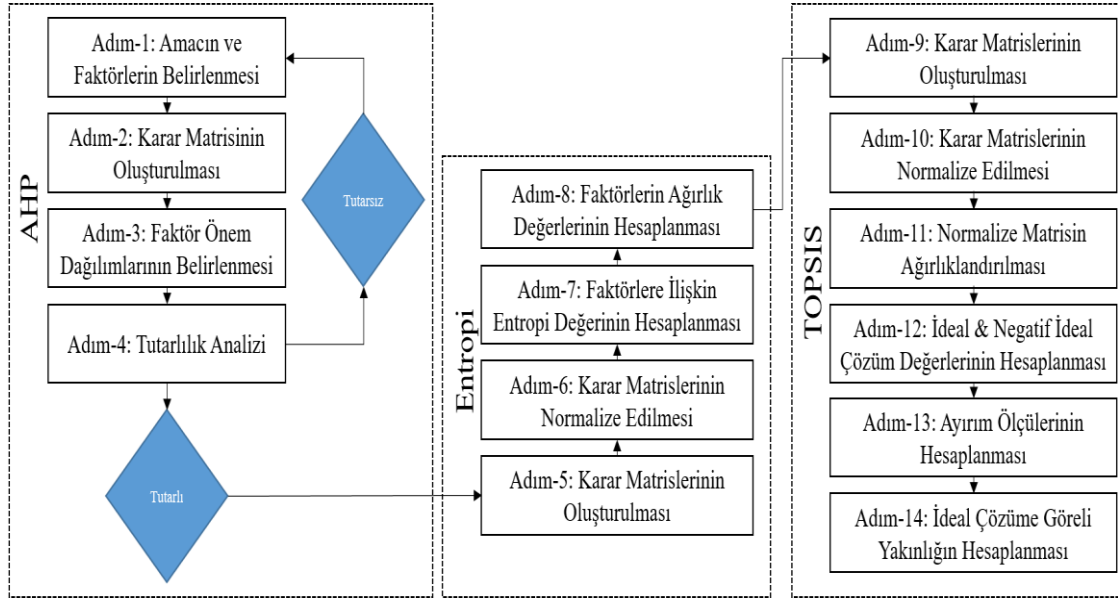 AHP
Adım-1: Amacın ve
Faktörlerin Belirlenmesi
Adım-2: Karar Matrisinin
Oluşturulması
Adım-3: Faktör Önem
Dağılımlarının Belirlenmesi
Adım-4: Tutarlılık Analizi
Tutarsız
Tutarlı
Entropi
Adım-8: Faktörlerin Ağırlık
Değerlerinin Hesaplanması
Adım-7: Faktörlere İlişkin
Entropi Değerinin Hesaplanması
Adım-6: Karar Matrislerinin
Normalize Edilmesi
Adım-5: Karar Matrislerinin
Oluşturulması
TOPSIS
Adım-9: Karar Matrislerinin
Oluşturulması
Adım-10: Karar Matrislerinin
Normalize Edilmesi
Adım-11: Normalize Matrisin
Ağırlıklandırılması
Adım-12: İdeal & Negatif İdeal
Çözüm Değerlerinin Hesaplanması
Adım-13: Ayırım Ölçülerinin
Hesaplanması
Adım-14: İdeal Çözüme Göreli
Yakınlığın Hesaplanması